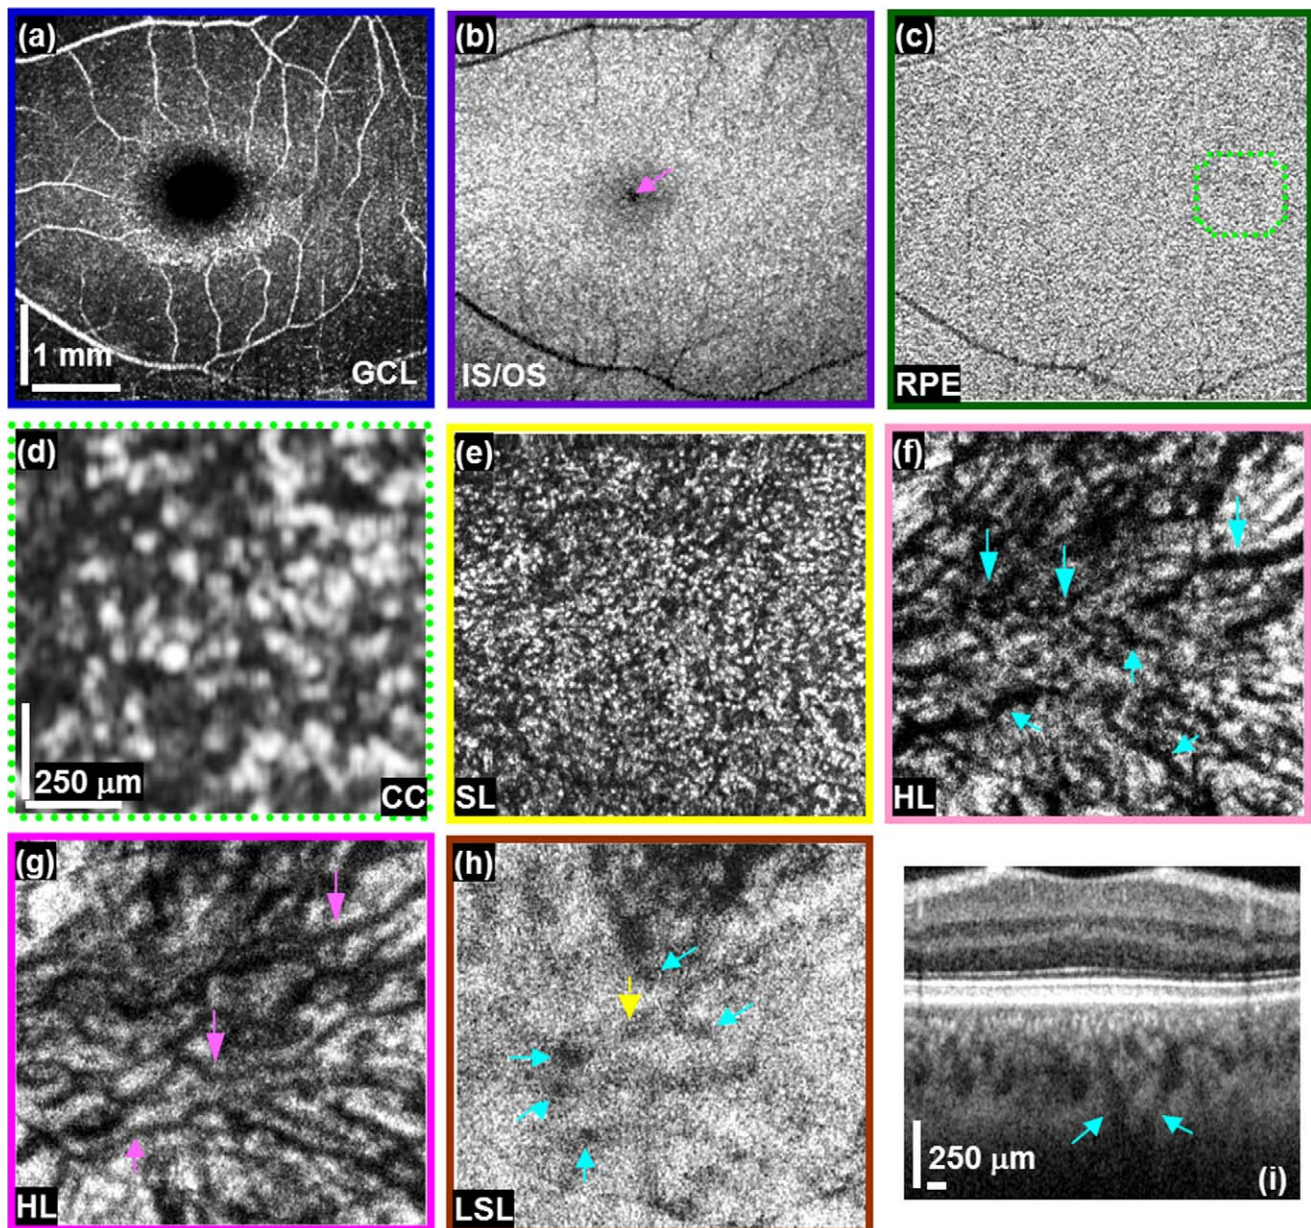 (a)
1 mm
GCL
(b)
IS/OS
(c)
RPE
(d)
250 μm
CC
(e)
SL
(f)
HL
(g)
HL
(h)
LSL
250 μm
(i)